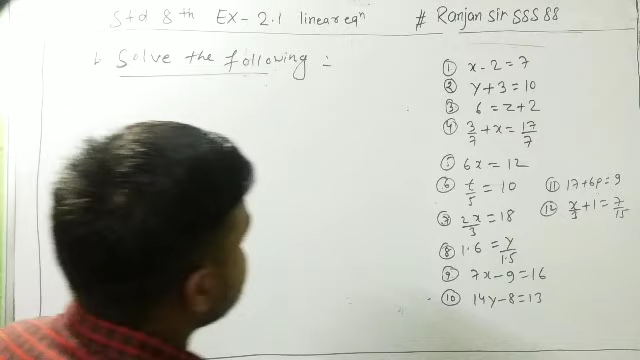 Std 8th EX-2.1 linear eqn # Ranjan Sir SSS 88
1. Solve the following :
① x - 2 = 7
② y + 3 = 10
③ 6 = z + 2
④ 3/7 + x = 17/7
⑤ 6x = 12
⑥ t/5 = 10
⑦ 2x/3 = 18
⑧ 1.6 = y/1.5
⑨ 7x - 9 = 16
⑩ 14y - 8 = 13
⑪ 17 + 6p = 9
⑫ x/3 + 1 = 7/15